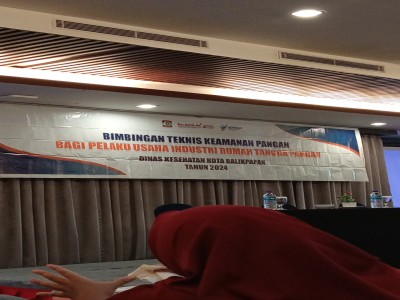 BIMBINGAN TEKNIS KEAMANAN PANGAN
BAGI PELAKU USAHA INDUSTRI RUMAH TANGGA PANGAN
DINAS KESEHATAN KOTA BALIKPAPAN
TAHUN 2024